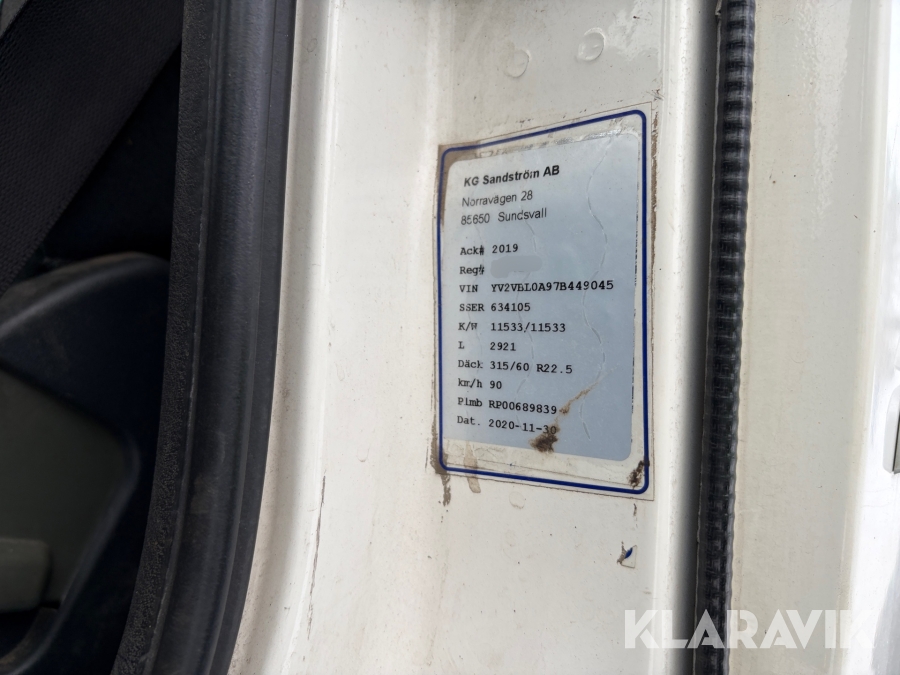 KG Sandström AB
Norravägen 28
85650 Sundsvall
Ack# 2019
Reg#
VIN YV2VBL0A97B449045
SSER 634105
K/W 11533/11533
L 2921
Däck 315/60 R22.5
km/h 90
Plmb RP00689839
Dat. 2020-11-30
KLARAVIK